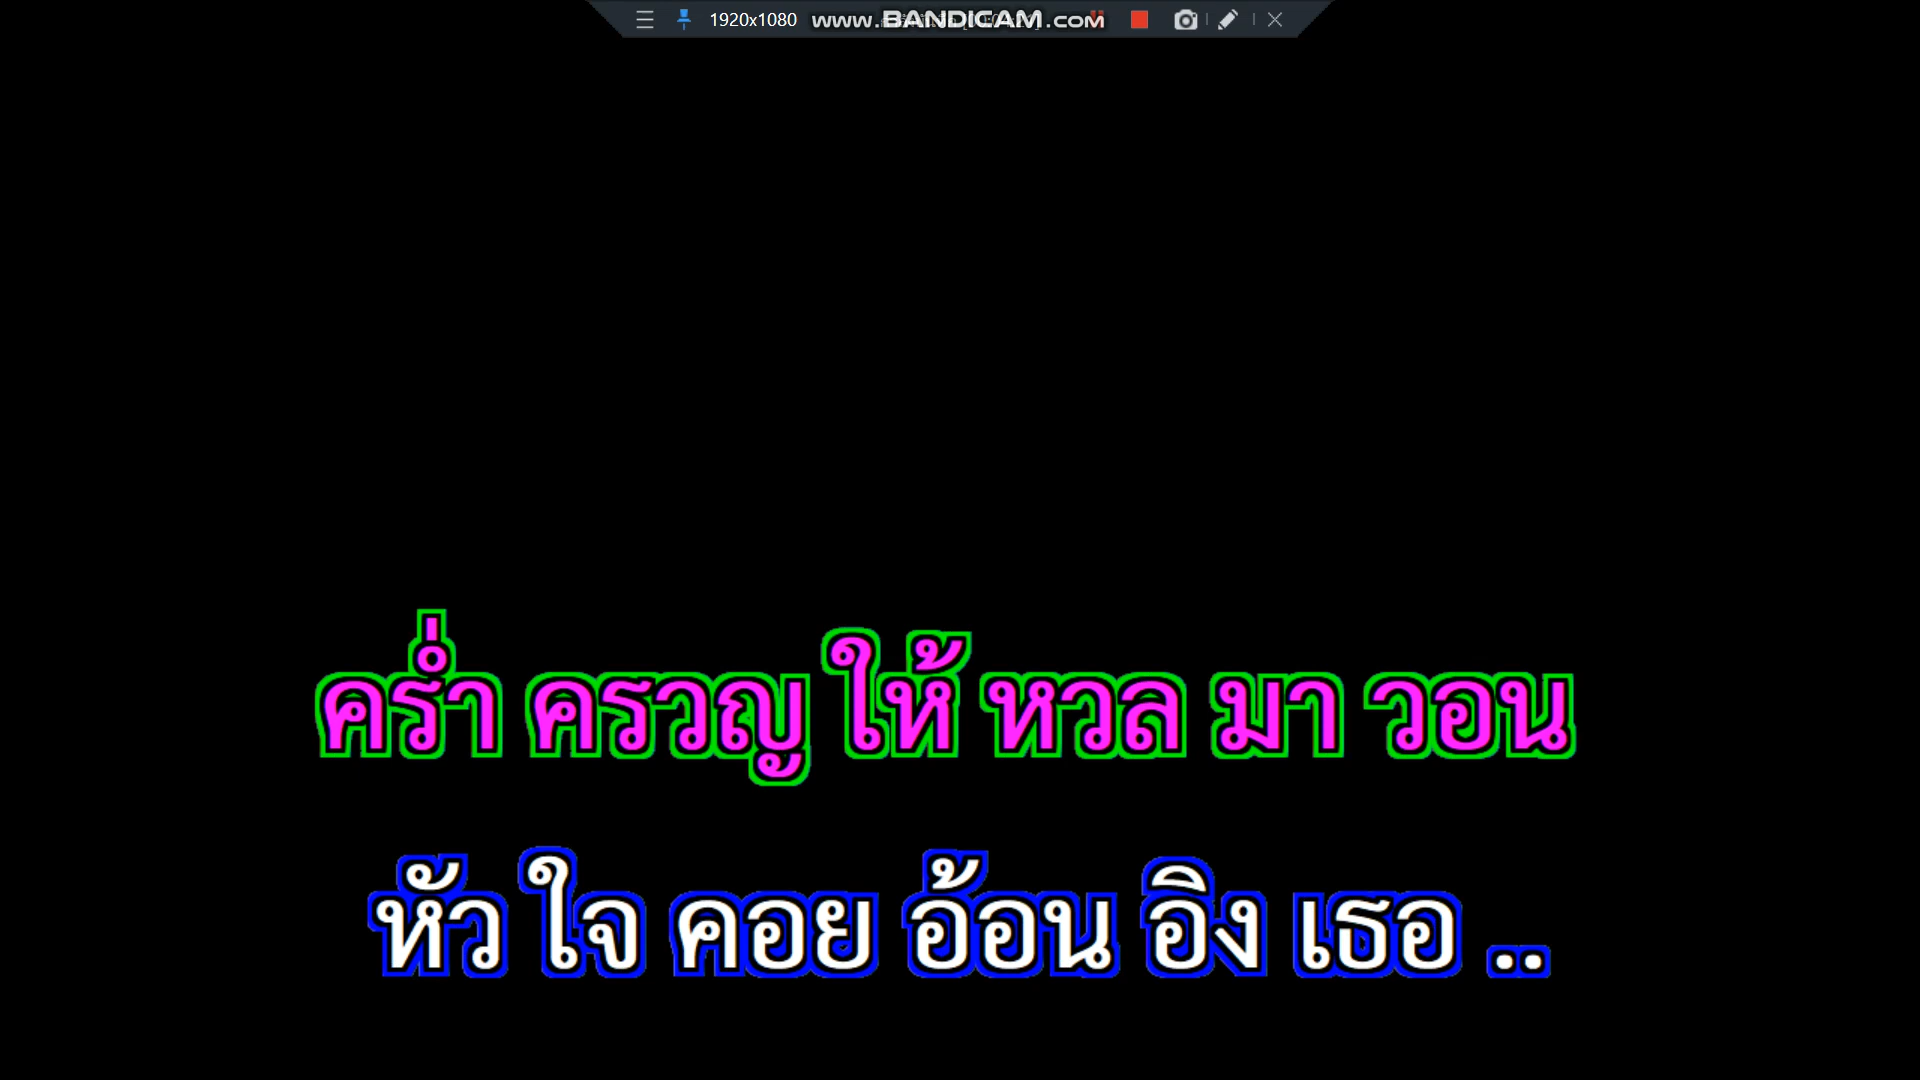 1920x1080 www.BANDICAM.com
คร่ำ ครวญ ให้ หวล มา วอน
หัว ใจ คอย อ้อน อิง เธอ ..